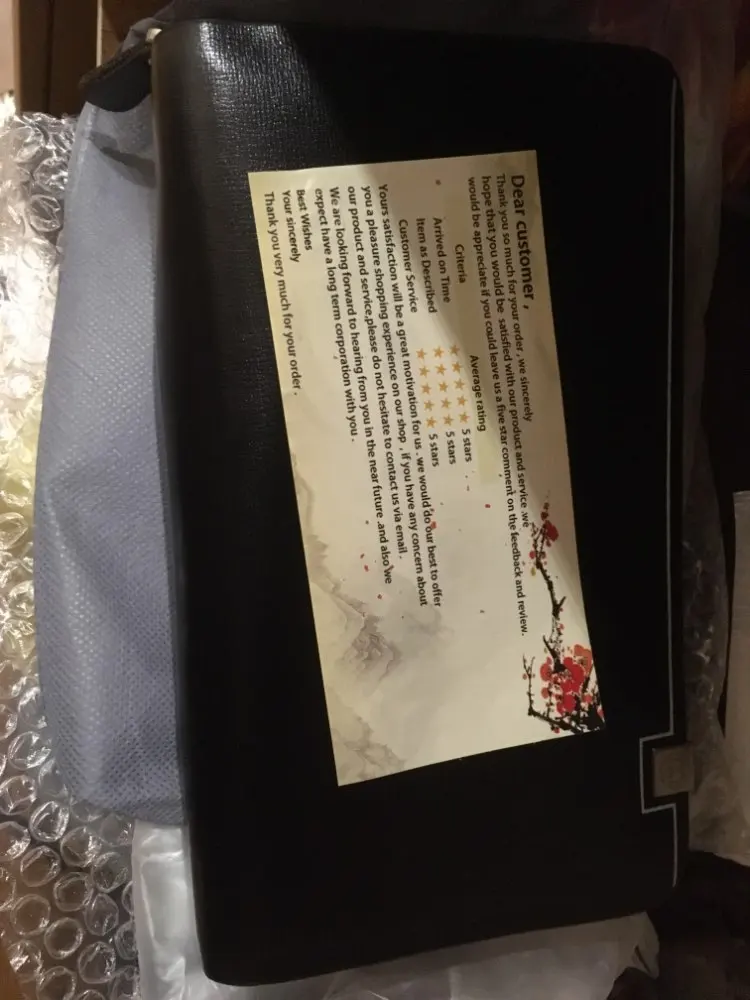 Dear customer ,
Thank you so much for your order , we sincerely
hope that you would be satisfied with our product and service .we
would be appreciate if you could leave us a five star comment on the feedback and review.
Criteria Average rating
Arrived on Time 5 stars
Item as Described 5 stars
Customer Service 5 stars
Yours satisfaction will be a great motivation for us . we would do our best to offer
you a pleasure shopping experience on our shop , if you have any concern about
our product and service,please do not hesitate to contact us via email .
We are looking forward to hearing from you in the near future .and also we
expect have a long term corporation with you .
Best Wishes
Your sincerely
Thank you very much for your order .